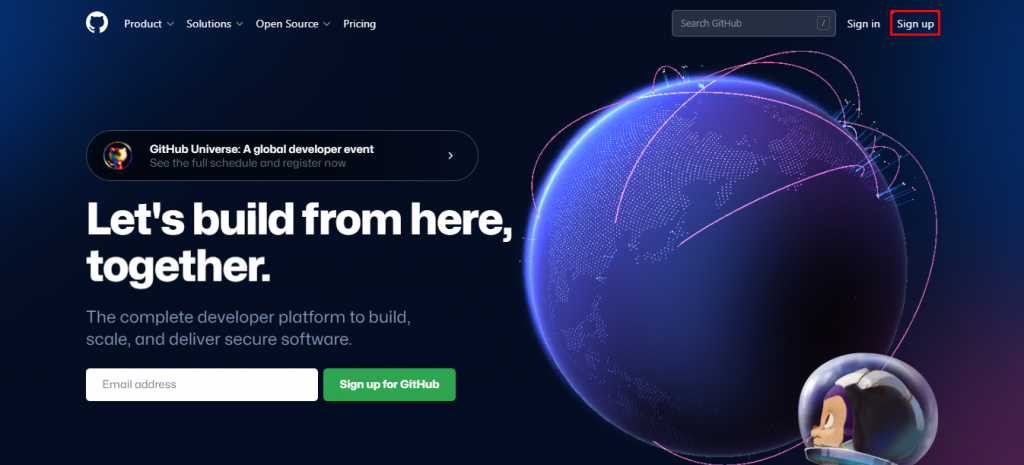 Product Solutions Open Source Pricing Search GitHub / Sign in Sign up
GitHub Universe: A global developer event
See the full schedule and register now
Let's build from here,
together.
The complete developer platform to build,
scale, and deliver secure software.
Email address Sign up for GitHub